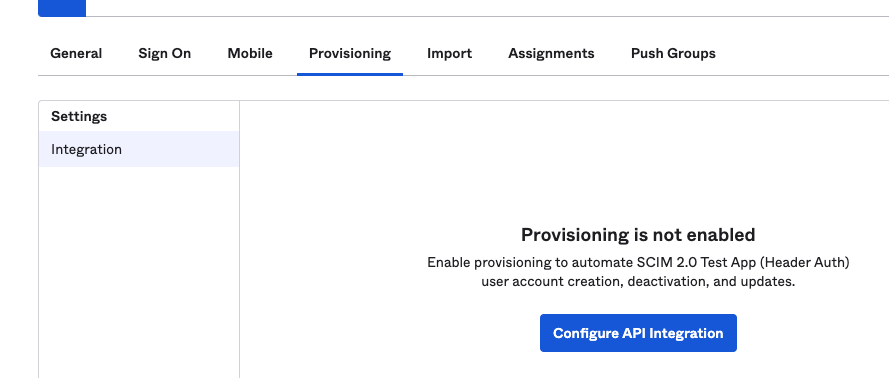 General Sign On Mobile Provisioning Import Assignments Push Groups
Settings
Integration
Provisioning is not enabled
Enable provisioning to automate SCIM 2.0 Test App (Header Auth)
user account creation, deactivation, and updates.
Configure API Integration